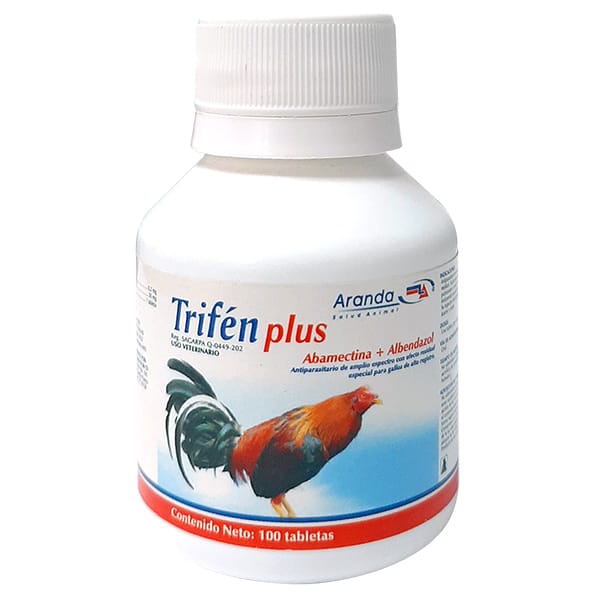 Trifén plus
Reg. SAGARPA Q-0449-202
USO VETERINARIO
Aranda
Salud Animal
Abamectina + Albendazol
Antiparasitario de amplio espectro con efecto residual
especial para gallos de alto registro
Contenido Neto: 100 tabletas